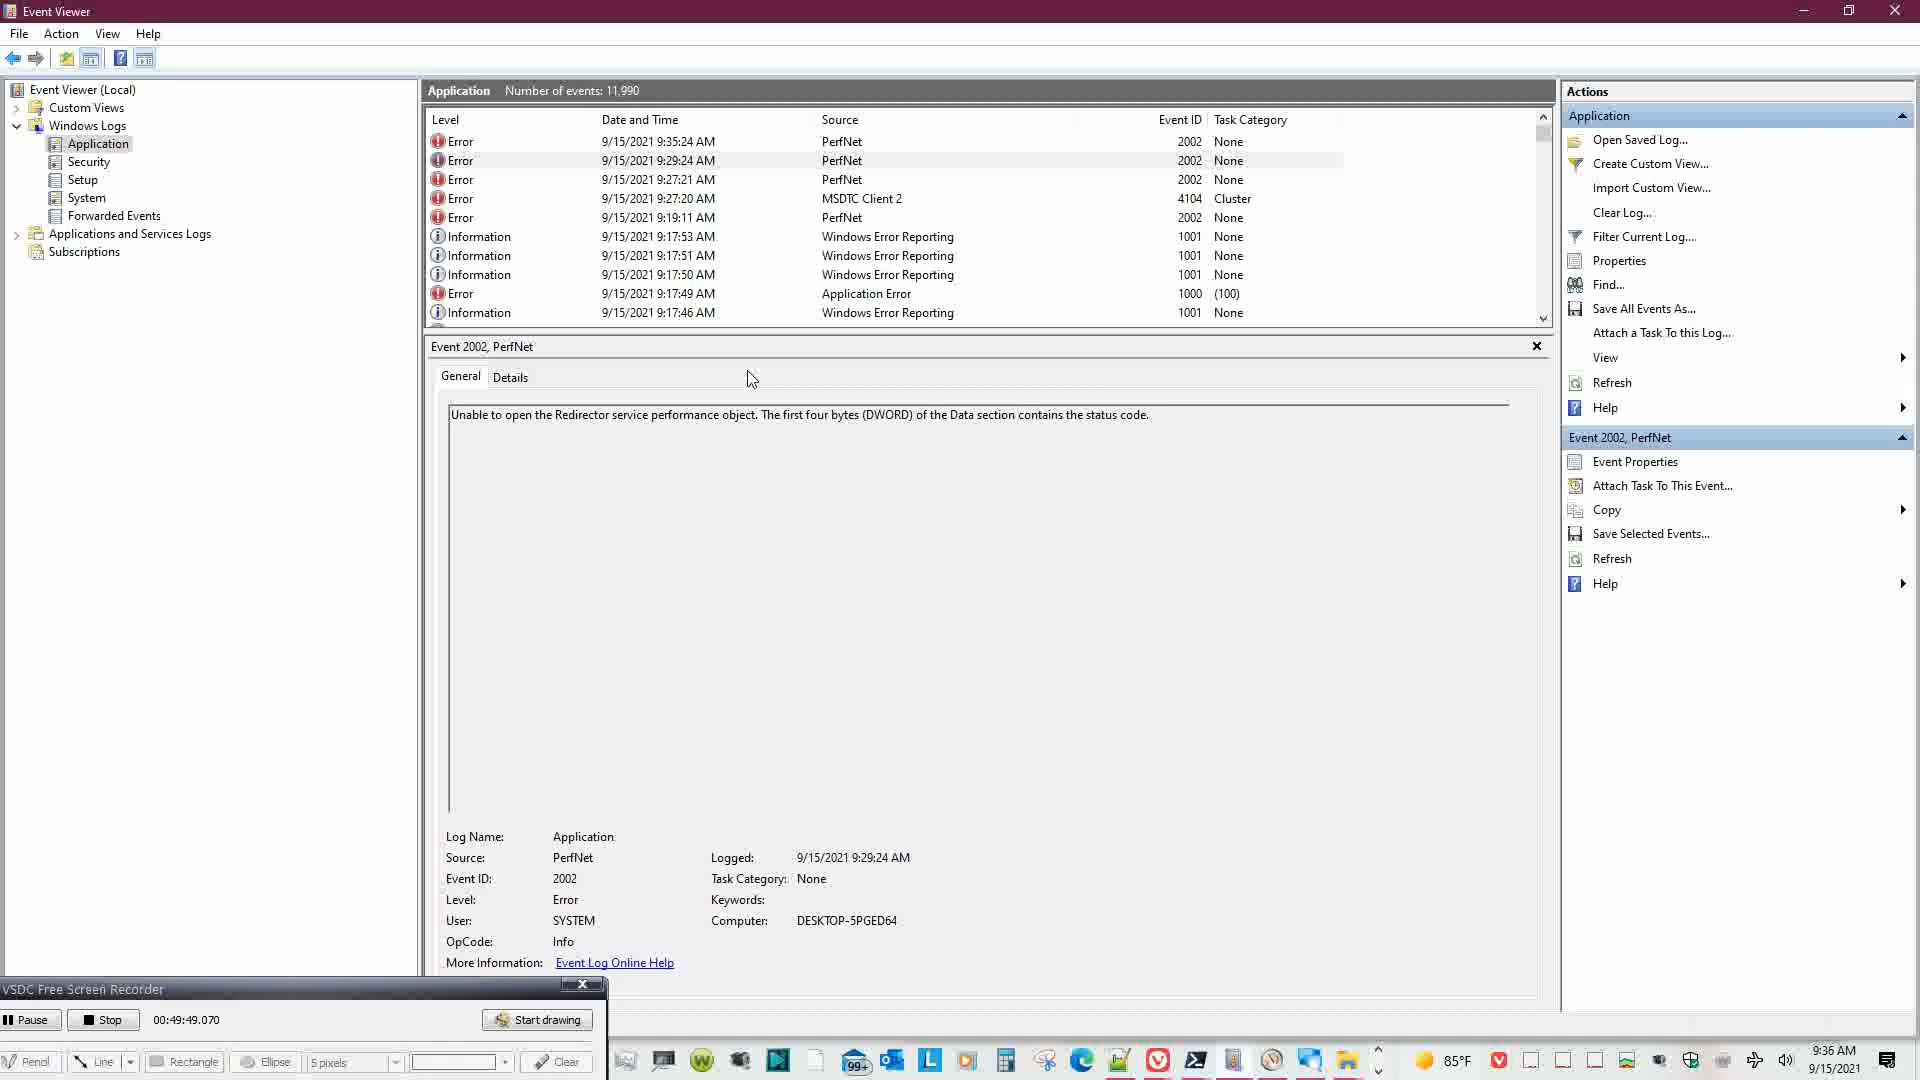 Event Viewer
File Action View Help
Event Viewer (Local)
Custom Views
Windows Logs
Application
Security
Setup
System
Forwarded Events
Applications and Services Logs
Subscriptions
Application Number of events: 11,990
Level Date and Time Source Event ID Task Category
Error 9/15/2021 9:35:24 AM PerfNet 2002 None
Error 9/15/2021 9:29:24 AM PerfNet 2002 None
Error 9/15/2021 9:27:21 AM PerfNet 2002 None
Error 9/15/2021 9:27:20 AM MSDTC Client 2 4104 Cluster
Error 9/15/2021 9:19:11 AM PerfNet 2002 None
Information 9/15/2021 9:17:53 AM Windows Error Reporting 1001 None
Information 9/15/2021 9:17:51 AM Windows Error Reporting 1001 None
Information 9/15/2021 9:17:50 AM Windows Error Reporting 1001 None
Error 9/15/2021 9:17:49 AM Application Error 1000 (100)
Information 9/15/2021 9:17:46 AM Windows Error Reporting 1001 None
Event 2002, PerfNet
General Details
Unable to open the Redirector service performance object. The first four bytes (DWORD) of the Data section contains the status code.
Log Name: Application
Source: PerfNet Logged: 9/15/2021 9:29:24 AM
Event ID: 2002 Task Category: None
Level: Error Keywords:
User: SYSTEM Computer: DESKTOP-5PGED64
OpCode: Info
More Information: Event Log Online Help
Actions
Application
Open Saved Log...
Create Custom View...
Import Custom View...
Clear Log...
Filter Current Log...
Properties
Find...
Save All Events As...
Attach a Task To this Log...
View
Refresh
Help
Event 2002, PerfNet
Event Properties
Attach Task To This Event...
Copy
Save Selected Events...
Refresh
Help
VSDC Free Screen Recorder
Pause Stop 00:49:49.070 Start drawing
Pencil Line Rectangle Ellipse 5 pixels Clear
99+
85°F
9:36 AM
9/15/2021